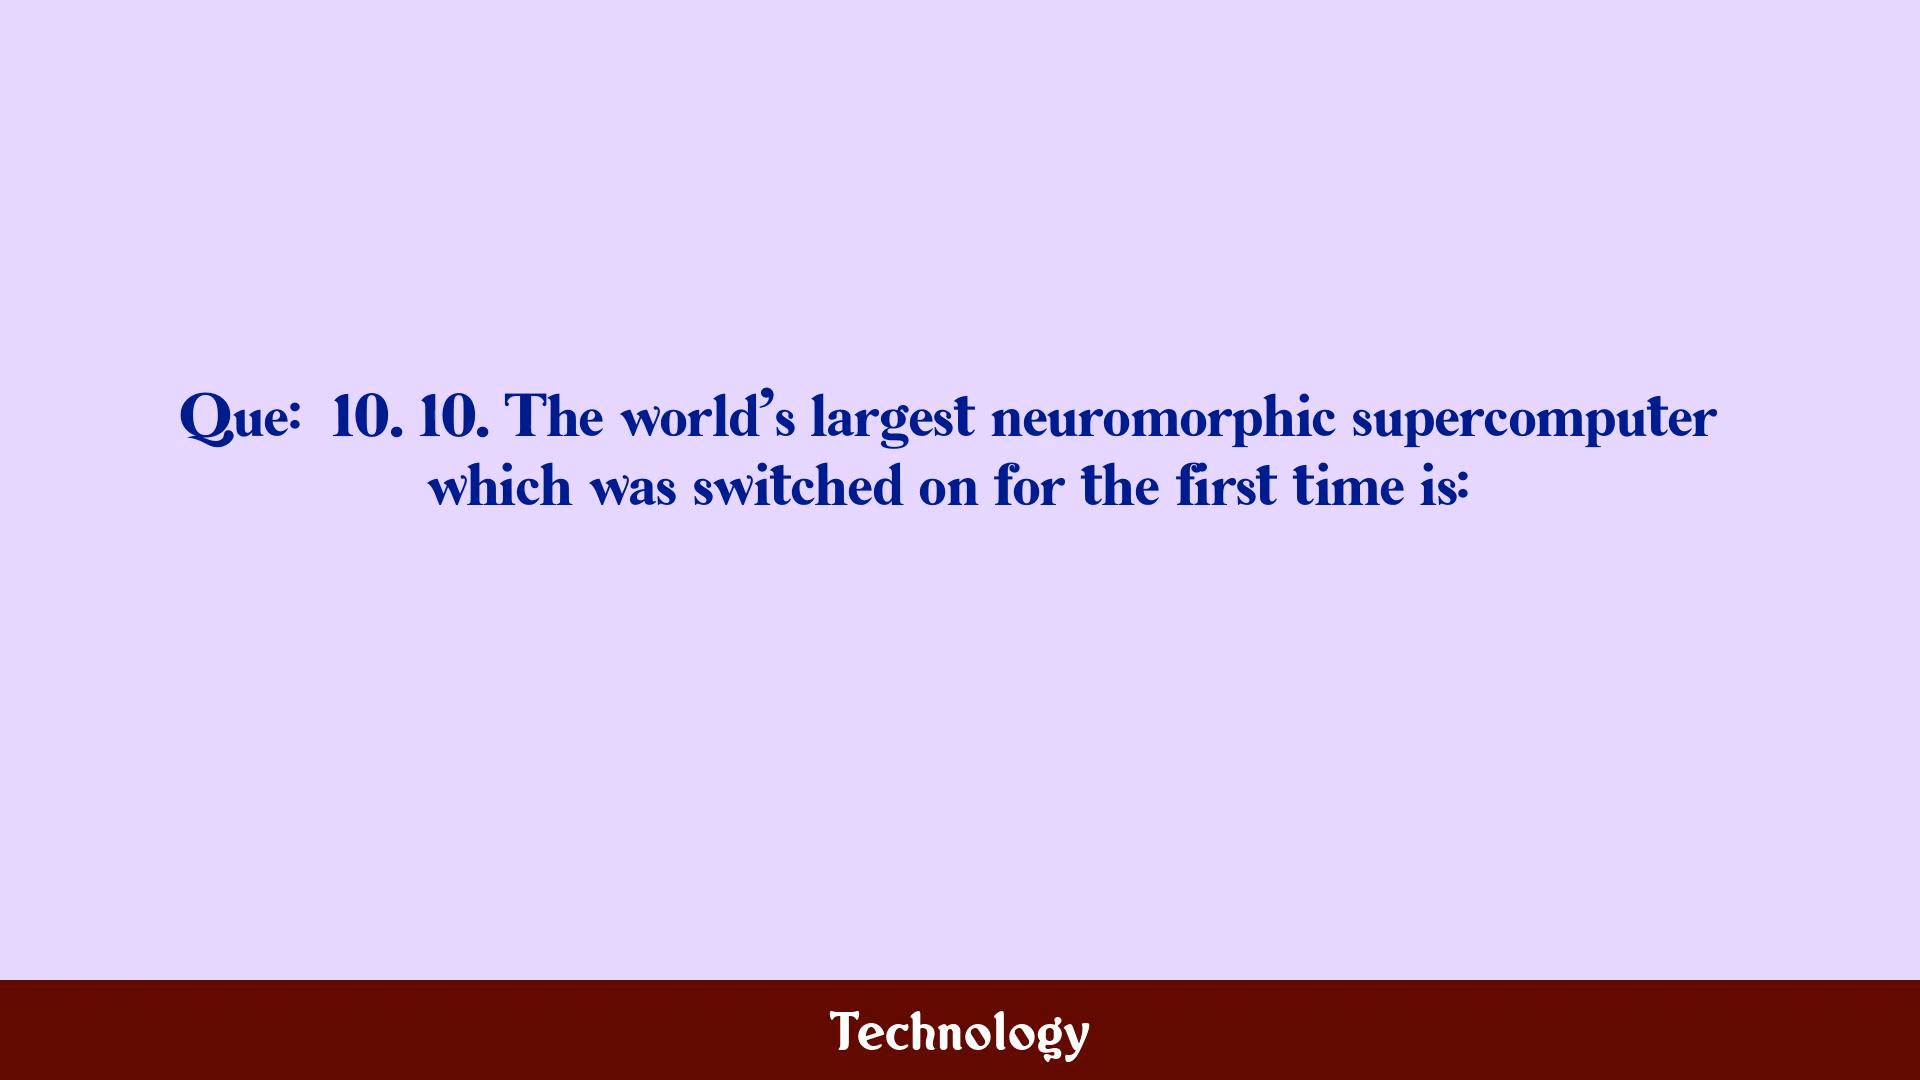 Que:  10. 10. The world’s largest neuromorphic supercomputer
which was switched on for the first time is:
Technology